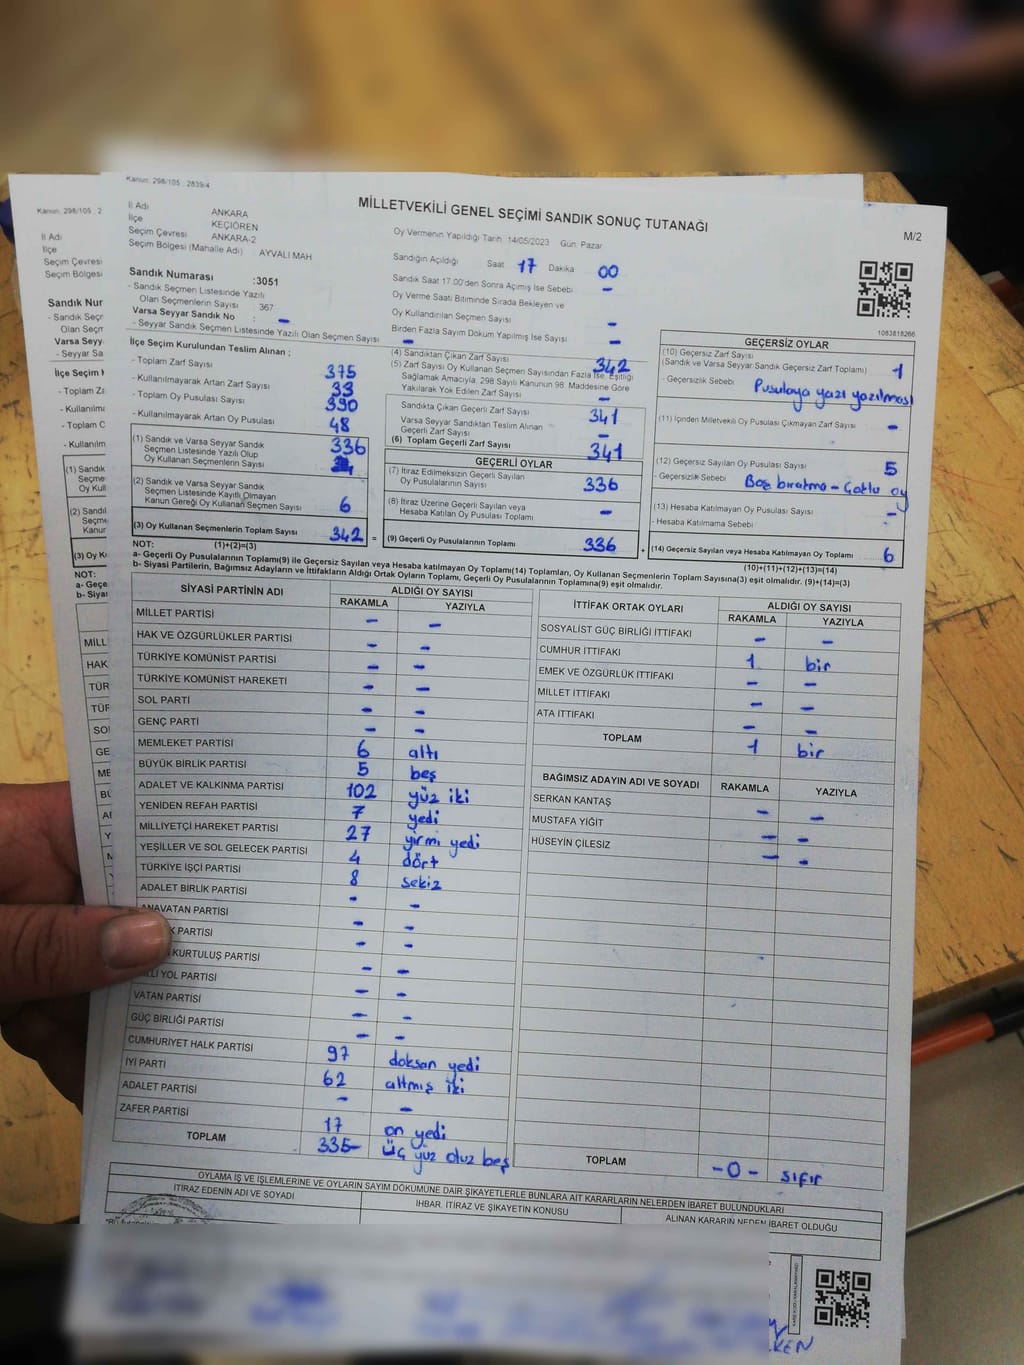 Kanun: 298/105 2839/4
MİLLETVEKİLİ GENEL SEÇİMİ SANDIK SONUÇ TUTANAĞI
M/2
İl Adı ANKARA
İlçe KEÇİÖREN
Seçim Çevresi ANKARA-2
Seçim Bölgesi (Mahalle Adı) AYVALI MAH
Sandık Numarası :3051
- Sandık Seçmen Listesinde Yazılı
Olan Seçmenlerin Sayısı : 367
Varsa Seyyar Sandık No : -
- Seyyar Sandık Seçmen Listesinde Yazılı Olan Seçmen Sayısı -
Oy Vermenin Yapıldığı Tarih 14/05/2023 Gün: Pazar
Sandığın Açıldığı Saat 17 Dakika 00
Sandık Saat 17.00'den Sonra Açılmış İse Sebebi -
Oy Verme Saati Bitiminde Sırada Bekleyen ve
Oy Kullandırılan Seçmen Sayısı -
Birden Fazla Sayım Döküm Yapılmış İse Sayısı -
1083818266
İlçe Seçim Kurulundan Teslim Alınan ;
- Toplam Zarf Sayısı 375
- Kullanılmayarak Artan Zarf Sayısı 33
- Toplam Oy Pusulası Sayısı 390
- Kullanılmayarak Artan Oy Pusulası 48
(1) Sandık ve Varsa Seyyar Sandık
Seçmen Listesinde Yazılı Olup
Oy Kullanan Seçmenlerin Sayısı 336
(2) Sandık ve Varsa Seyyar Sandık
Seçmen Listesinde Kayıtlı Olmayan
Kanun Gereği Oy Kullanan Seçmen Sayısı 6
(3) Oy Kullanan Seçmenlerin Toplam Sayısı 342 =
(4) Sandıktan Çıkan Zarf Sayısı 342
(5) Zarf Sayısı Oy Kullanan Seçmen Sayısından Fazla İse, Eşitliği
Sağlamak Amacıyla, 298 Sayılı Kanunun 98. Maddesine Göre
Yakılarak Yok Edilen Zarf Sayısı -
Sandıkta Çıkan Geçerli Zarf Sayısı 341
Varsa Seyyar Sandıktan Teslim Alınan
Geçerli Zarf Sayısı -
(6) Toplam Geçerli Zarf Sayısı 341
GEÇERLİ OYLAR
(7) İtiraz Edilmeksizin Geçerli Sayılan
Oy Pusulalarının Sayısı 336
(8) İtiraz Üzerine Geçerli Sayılan veya
Hesaba Katılan Oy Pusulası Toplamı -
(9) Geçerli Oy Pusulalarının Toplamı 336 +
GEÇERSİZ OYLAR
(10) Geçersiz Zarf Sayısı
(Sandık ve Varsa Seyyar Sandık Geçersiz Zarf Toplamı) 1
- Geçersizlik Sebebi Pusulaya yazı yazılması
(11) İçinden Milletvekili Oy Pusulası Çıkmayan Zarf Sayısı -
(12) Geçersiz Sayılan Oy Pusulası Sayısı 5
- Geçersizlik Sebebi Boş bıratma - Çoklu oy
(13) Hesaba Katılmayan Oy Pusulası Sayısı -
- Hesaba Katılmama Sebebi
(14) Geçersiz Sayılan veya Hesaba Katılmayan Oy Toplamı 6
NOT: (1)+(2)=(3) (10)+(11)+(12)+(13)=(14)
a- Geçerli Oy Pusulalarının Toplamı(9) ile Geçersiz Sayılan veya Hesaba Katılmayan Oy Toplamı(14) Toplamları, Oy Kullanan Seçmenlerin Toplam Sayısına(3) eşit olmalıdır. (9)+(14)=(3)
b- Siyasi Partilerin, Bağımsız Adayların ve İttifakların Aldığı Ortak Oyların Toplamı, Geçerli Oy Pusulalarının Toplamına(9) eşit olmalıdır.
SİYASİ PARTİNİN ADI ALDIĞI OY SAYISI
RAKAMLA YAZIYLA
MİLLET PARTİSİ - -
HAK VE ÖZGÜRLÜKLER PARTİSİ - -
TÜRKİYE KOMÜNİST PARTİSİ - -
TÜRKİYE KOMÜNİST HAREKETİ - -
SOL PARTİ - -
GENÇ PARTİ - -
MEMLEKET PARTİSİ 6 altı
BÜYÜK BİRLİK PARTİSİ 5 beş
ADALET VE KALKINMA PARTİSİ 102 yüz iki
YENİDEN REFAH PARTİSİ 7 yedi
MİLLİYETÇİ HAREKET PARTİSİ 27 yirmi yedi
YEŞİLLER VE SOL GELECEK PARTİSİ 4 dört
TÜRKİYE İŞÇİ PARTİSİ 8 sekiz
ADALET BİRLİK PARTİSİ - -
ANAVATAN PARTİSİ - -
K PARTİSİ - -
KURTULUŞ PARTİSİ - -
LLİ YOL PARTİSİ - -
VATAN PARTİSİ - -
GÜÇ BİRLİĞİ PARTİSİ - -
CUMHURİYET HALK PARTİSİ 97 doksan yedi
İYİ PARTİ 62 altmış iki
ADALET PARTİSİ - -
ZAFER PARTİSİ 17 on yedi
TOPLAM 335- üç yüz otuz beş
İTTİFAK ORTAK OYLARI ALDIĞI OY SAYISI
RAKAMLA YAZIYLA
SOSYALİST GÜÇ BİRLİĞİ İTTİFAKI - -
CUMHUR İTTİFAKI 1 bir
EMEK VE ÖZGÜRLÜK İTTİFAKI - -
MİLLET İTTİFAKI - -
ATA İTTİFAKI - -
TOPLAM 1 bir
BAĞIMSIZ ADAYIN ADI VE SOYADI RAKAMLA YAZIYLA
SERKAN KANTAŞ - -
MUSTAFA YİĞİT - -
HÜSEYİN ÇİLESİZ - -
TOPLAM -0- sıfır
OYLAMA İŞ VE İŞLEMLERİNE VE OYLARIN SAYIM DÖKÜMÜNE DAİR ŞİKAYETLERLE BUNLARA AİT KARARLARIN NELERDEN İBARET BULUNDUKLARI
İTİRAZ EDENİN ADI VE SOYADI İHBAR, İTİRAZ VE ŞİKAYETİN KONUSU ALINAN KARARIN NEDEN İBARET OLDUĞU